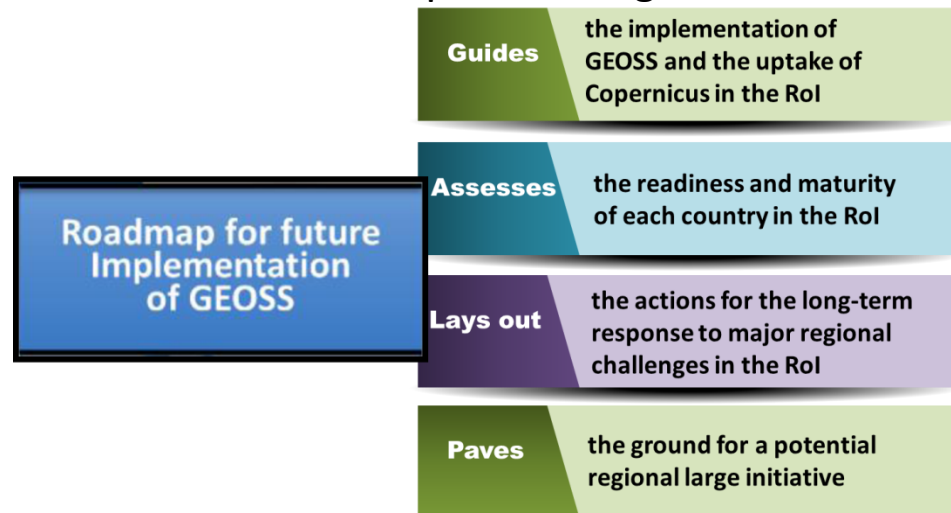 Roadmap for future
Implementation
of GEOSS
Guides
the implementation of
GEOSS and the uptake of
Copernicus in the RoI
Assesses
the readiness and maturity
of each country in the RoI
Lays out
the actions for the long-term
response to major regional
challenges in the RoI
Paves
the ground for a potential
regional large initiative